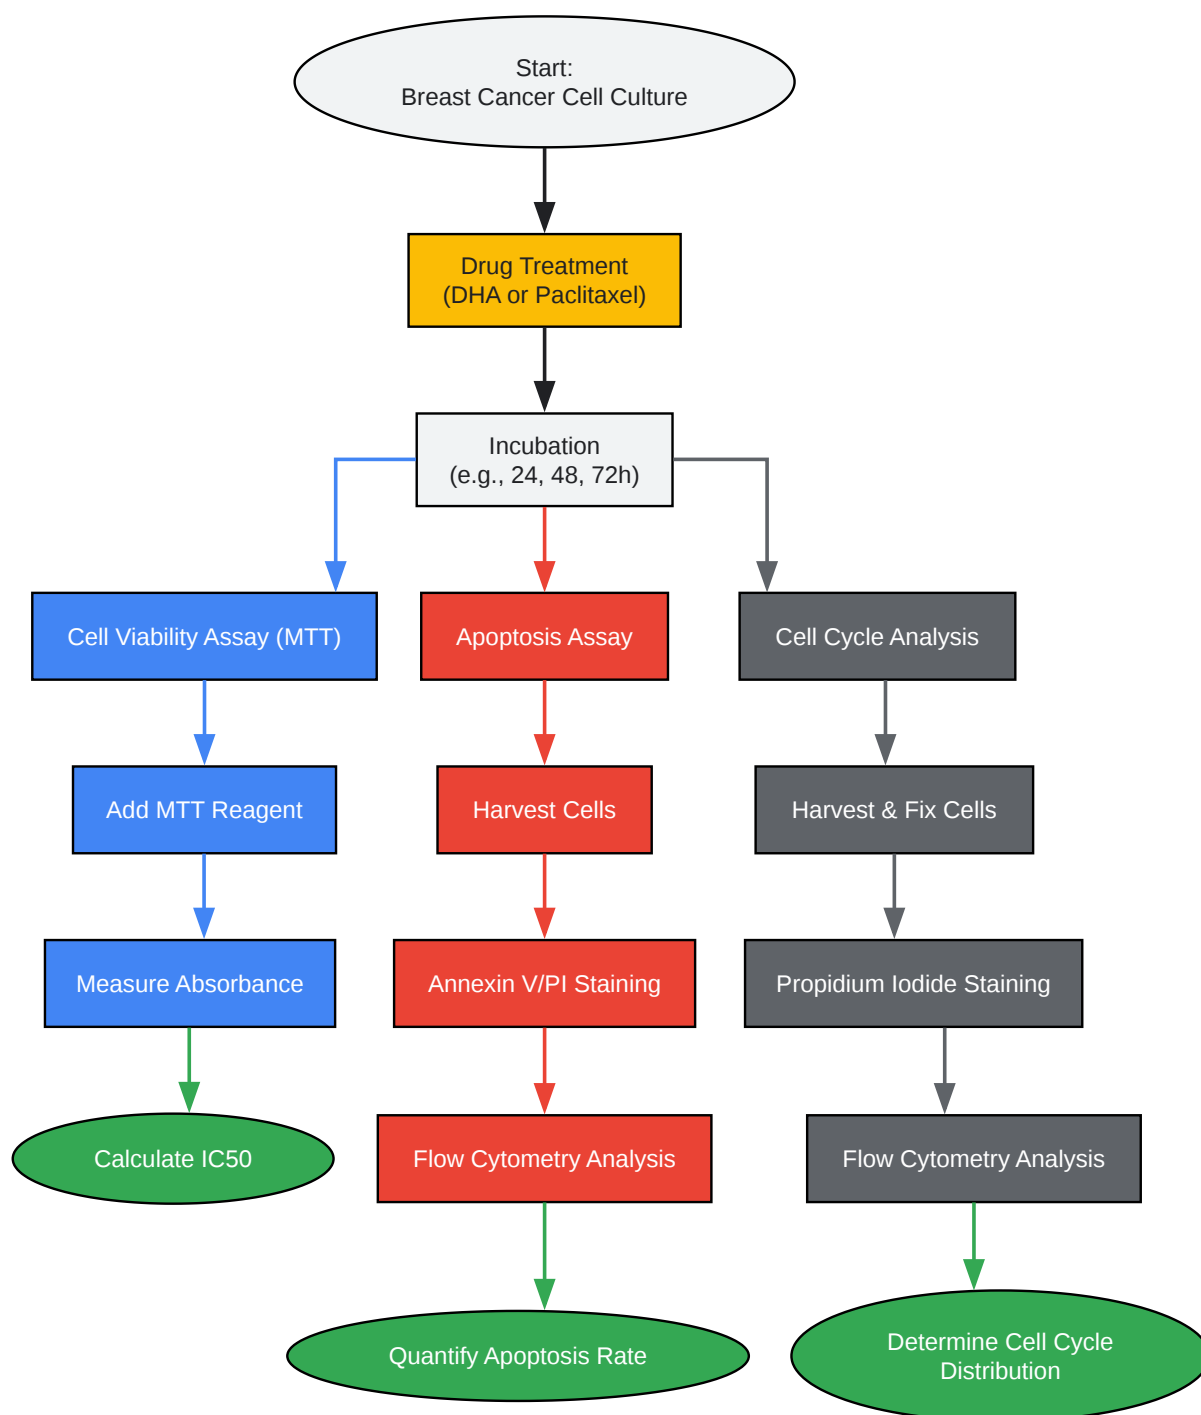 Start:
Breast Cancer Cell Culture
Drug Treatment
(DHA or Paclitaxel)
Incubation
(e.g., 24, 48, 72h)
Cell Viability Assay (MTT)
Apoptosis Assay
Cell Cycle Analysis
Add MTT Reagent
Harvest Cells
Harvest & Fix Cells
Measure Absorbance
Annexin V/PI Staining
Propidium Iodide Staining
Calculate IC50
Flow Cytometry Analysis
Flow Cytometry Analysis
Quantify Apoptosis Rate
Determine Cell Cycle
Distribution